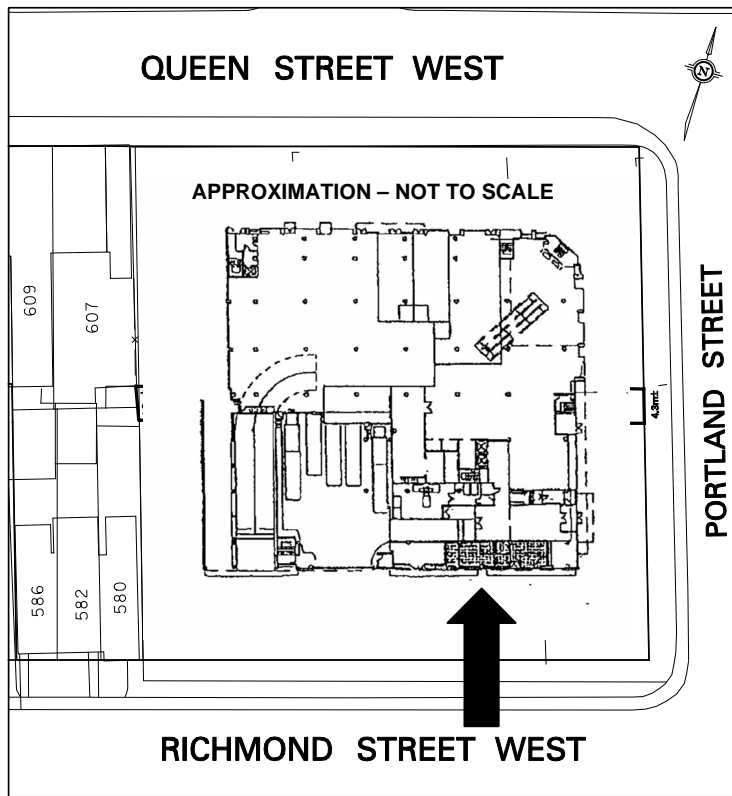 QUEEN STREET WEST
N
APPROXIMATION – NOT TO SCALE
609
607
PORTLAND STREET
4.3mt
586
582
580
RICHMOND STREET WEST